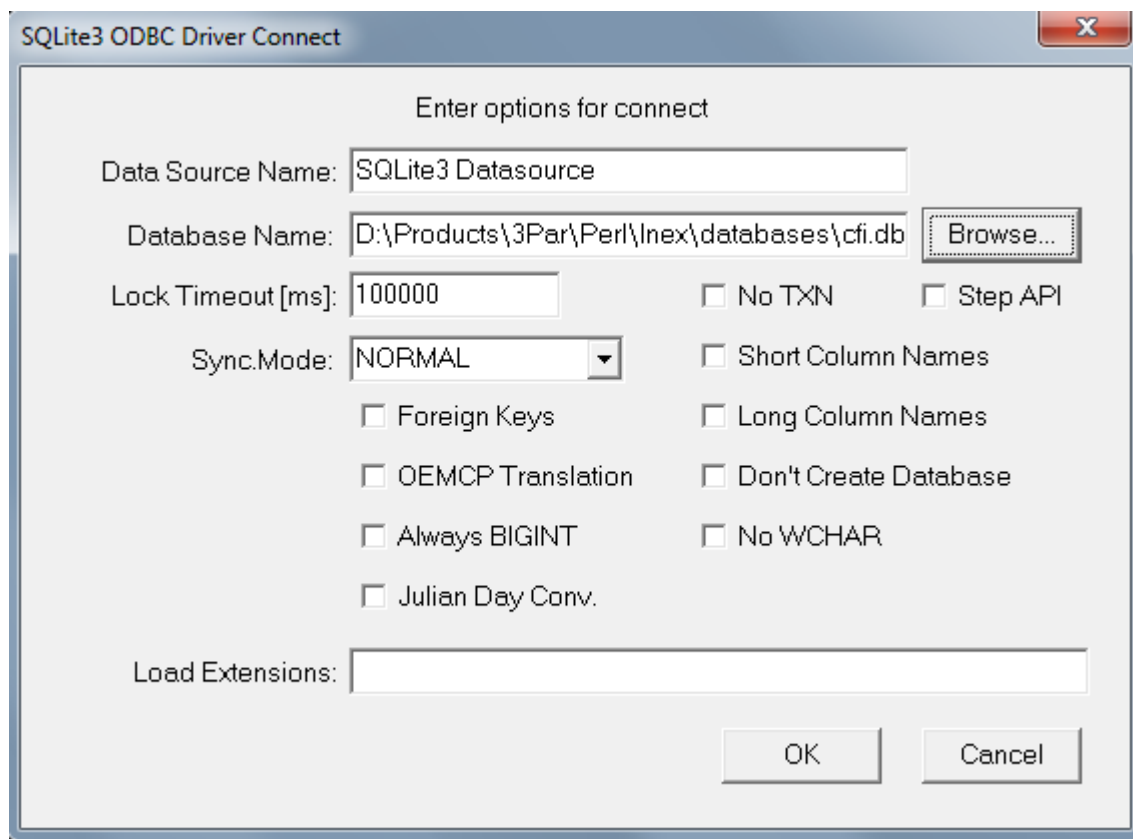 SQLite3 ODBC Driver Connect
Enter options for connect
Data Source Name: SQLite3 Datasource
Database Name: D:\Products\3Par\Perl\Inex\databases\cfi.db Browse...
Lock Timeout [ms]: 100000 No TXN Step API
Sync.Mode: NORMAL Short Column Names
Foreign Keys Long Column Names
OEMCP Translation Don't Create Database
Always BIGINT No WCHAR
Julian Day Conv.
Load Extensions:
OK Cancel